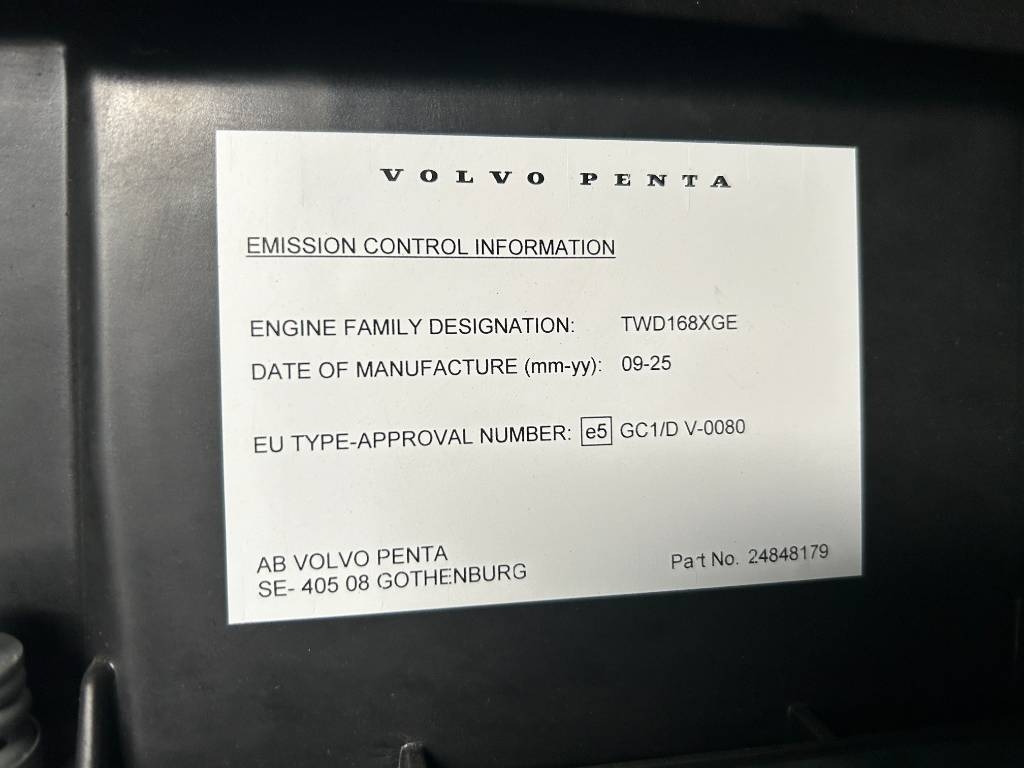 VOLVO PENTA
EMISSION CONTROL INFORMATION
ENGINE FAMILY DESIGNATION: TWD168XGE
DATE OF MANUFACTURE (mm-yy): 09-25
EU TYPE-APPROVAL NUMBER: e5 GC1/D V-0080
AB VOLVO PENTA
SE- 405 08 GOTHENBURG
Part No. 24848179